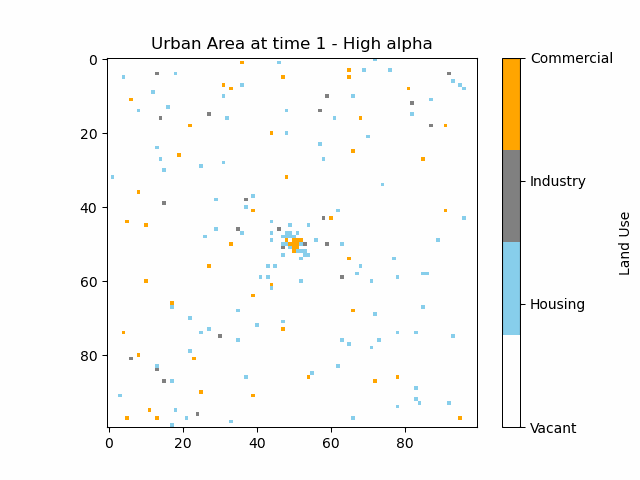 Urban Area at time 1 - High alpha
0
20
40
60
80
0 20 40 60 80
Commercial
Industry
Housing
Vacant
Land Use